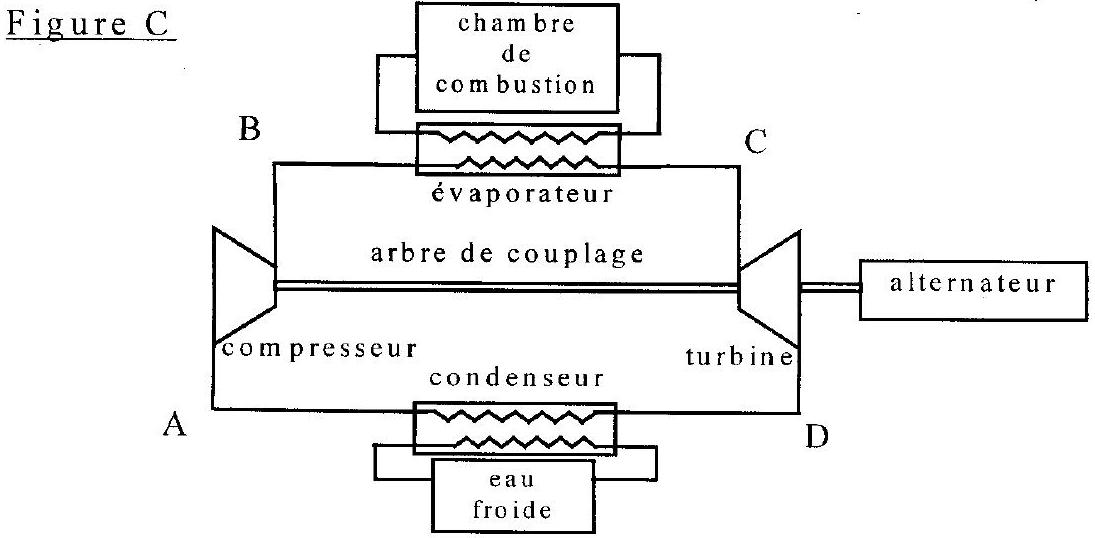 Figure C
chambre
de
combustion
B
C
évaporateur
arbre de couplage
alternateur
compresseur
turbine
condenseur
A
D
eau
froide